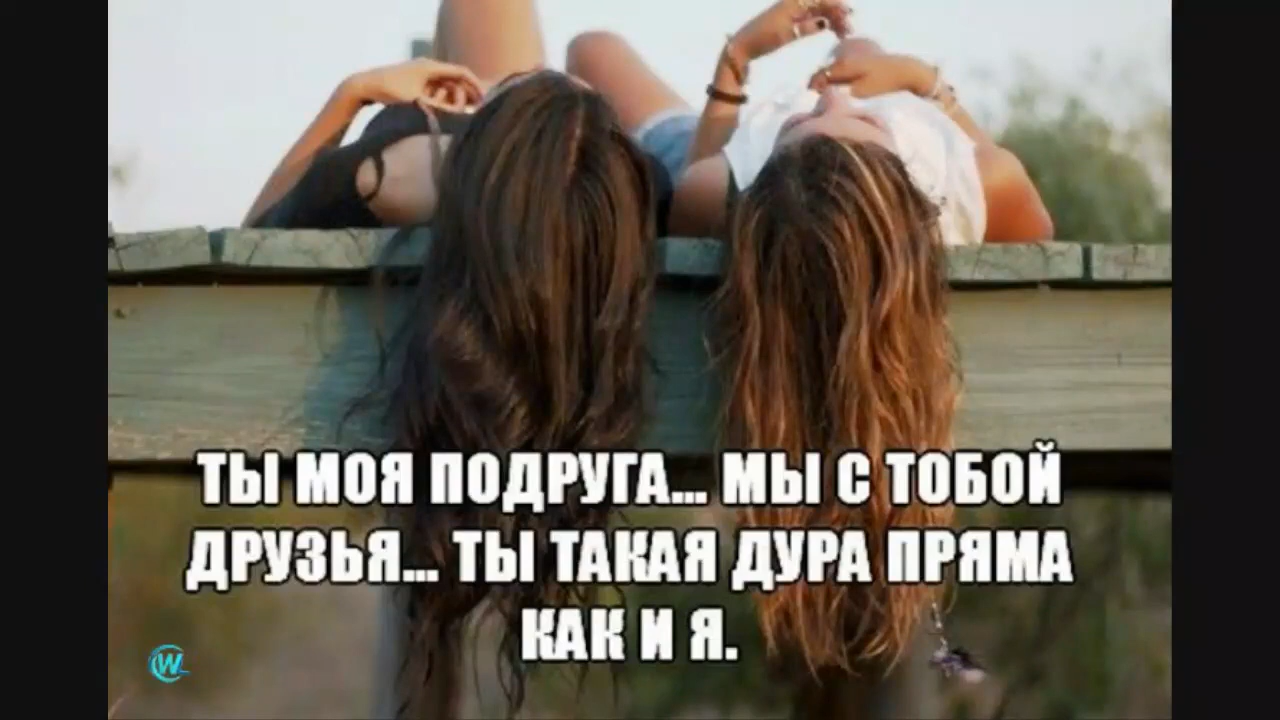 ТЫ МОЯ ПОДРУГА... МЫ С ТОБОЙ
ДРУЗЬЯ... ТЫ ТАКАЯ ДУРА ПРЯМА
КАК И Я.
W